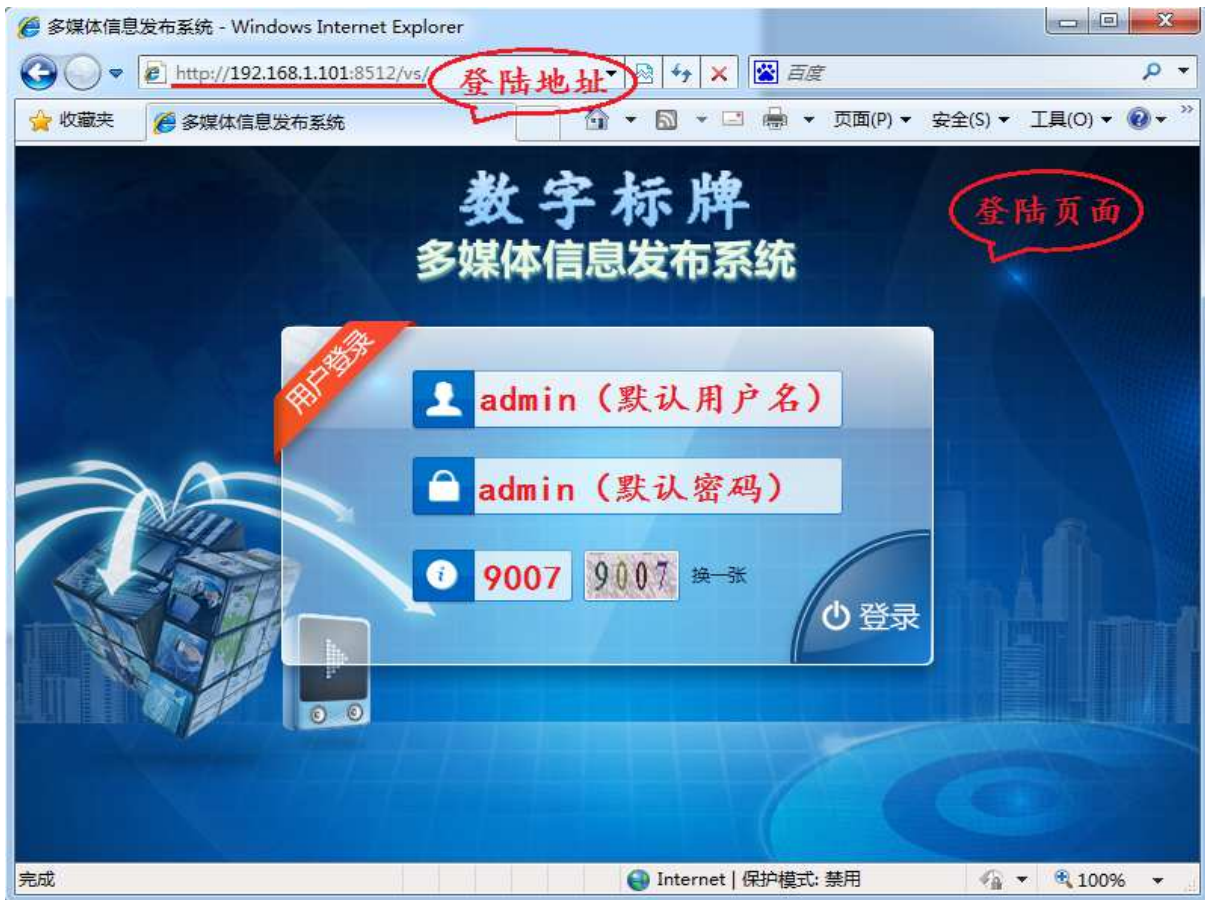 多媒体信息发布系统 - Windows Internet Explorer
http://192.168.1.101:8512/vs/
登陆地址
百度
收藏夹
多媒体信息发布系统
页面(P)
安全(S)
工具(O)
数字标牌
登陆页面
多媒体信息发布系统
用户登录
admin（默认用户名）
admin（默认密码）
9007 9007 换一张
登录
完成
Internet | 保护模式: 禁用
100%